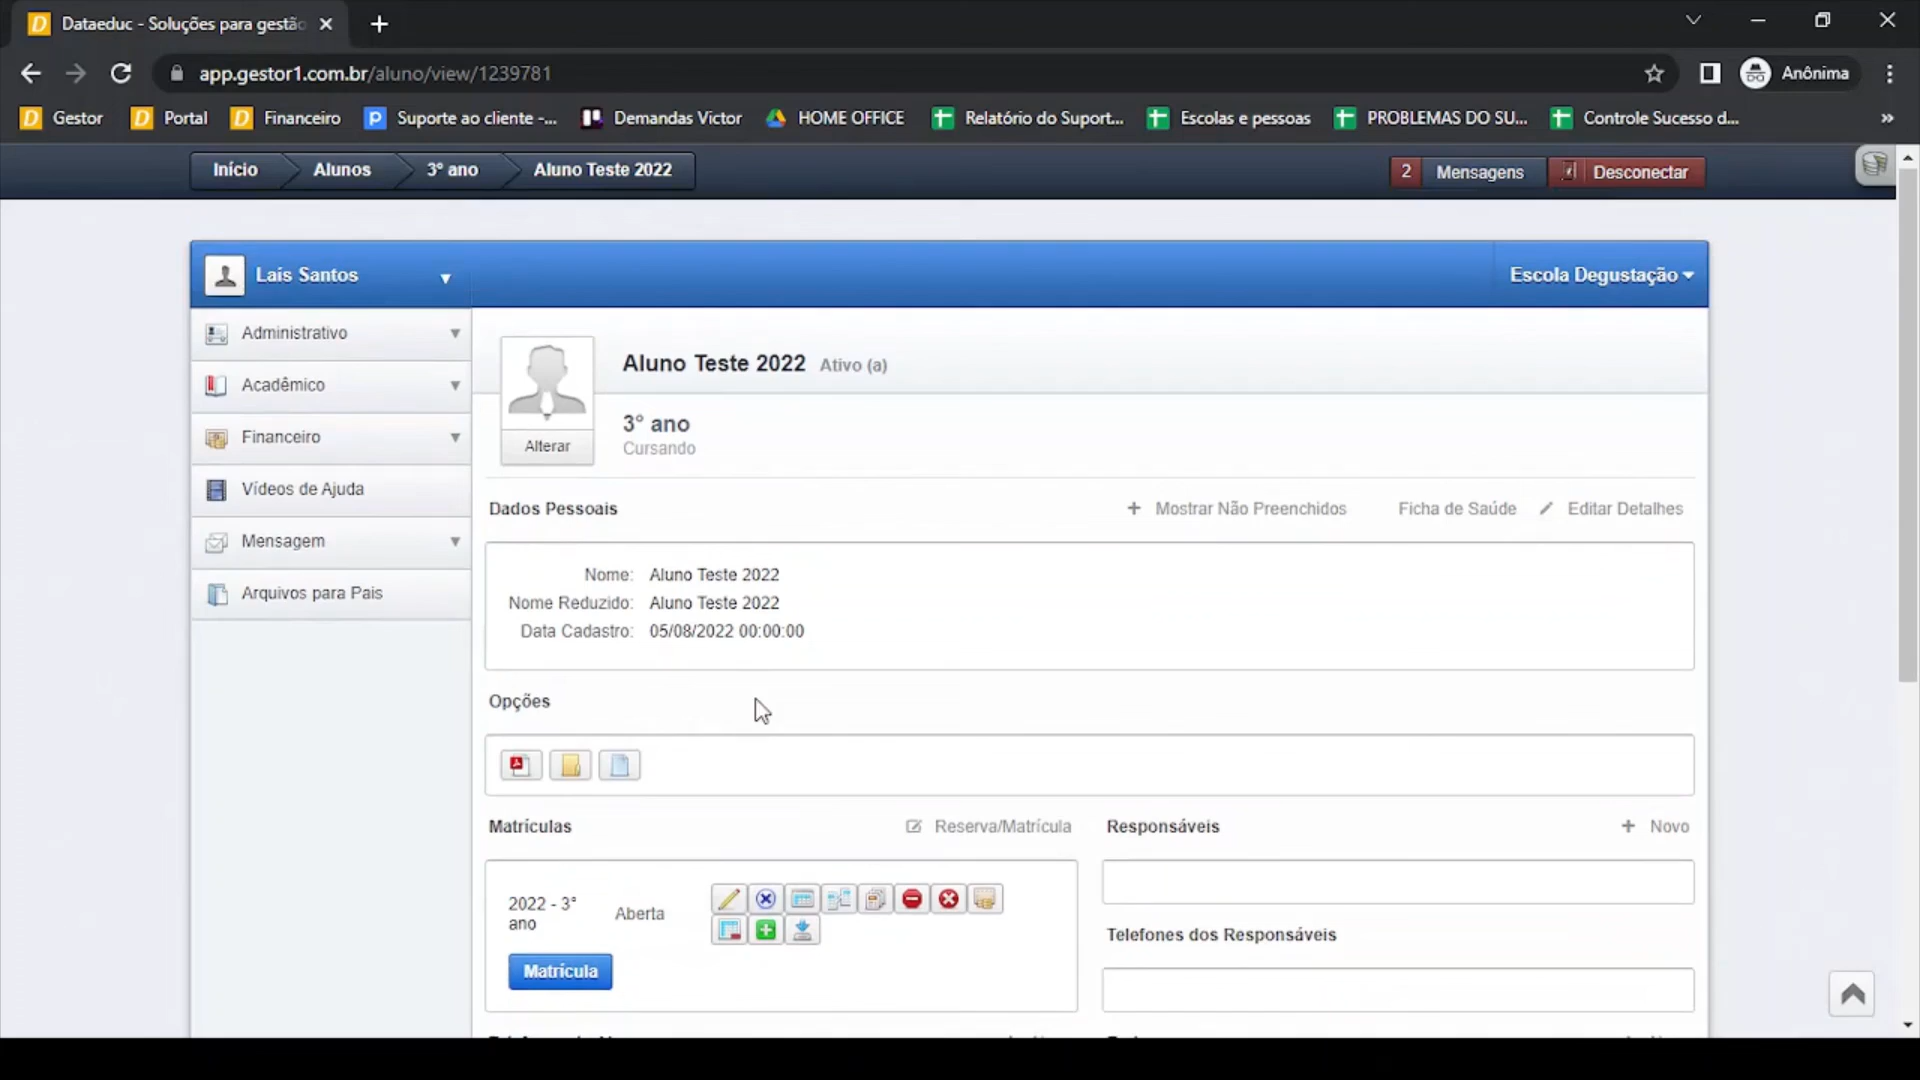 Dataeduc - Soluções para gestão
app.gestor1.com.br/aluno/view/1239781
Anônima
Gestor
Portal
Financeiro
Suporte ao cliente -...
Demandas Victor
HOME OFFICE
Relatório do Suport...
Escolas e pessoas
PROBLEMAS DO SU...
Controle Sucesso d...
»
Início
Alunos
3° ano
Aluno Teste 2022
2 Mensagens
Desconectar
Laís Santos
Escola Degustação
Administrativo
Acadêmico
Financeiro
Vídeos de Ajuda
Mensagem
Arquivos para Pais
Aluno Teste 2022 Ativo (a)
Alterar
3° ano
Cursando
Dados Pessoais
+ Mostrar Não Preenchidos
Ficha de Saúde
Editar Detalhes
Nome: Aluno Teste 2022
Nome Reduzido: Aluno Teste 2022
Data Cadastro: 05/08/2022 00:00:00
Opções
Matrículas
Reserva/Matrícula
2022 - 3°
ano
Aberta
Matrícula
Responsáveis
+ Novo
Telefones dos Responsáveis